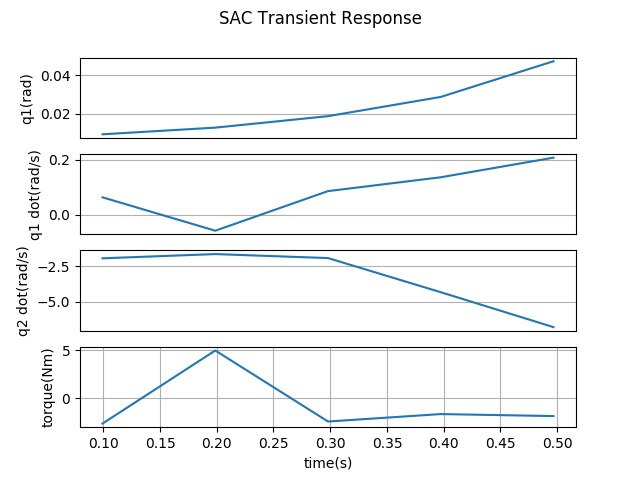 SAC Transient Response
0.04
0.02
q1(rad)
0.2
0.0
q1 dot(rad/s)
−2.5
−5.0
q2 dot(rad/s)
5
0
torque(Nm)
0.10 0.15 0.20 0.25 0.30 0.35 0.40 0.45 0.50
time(s)